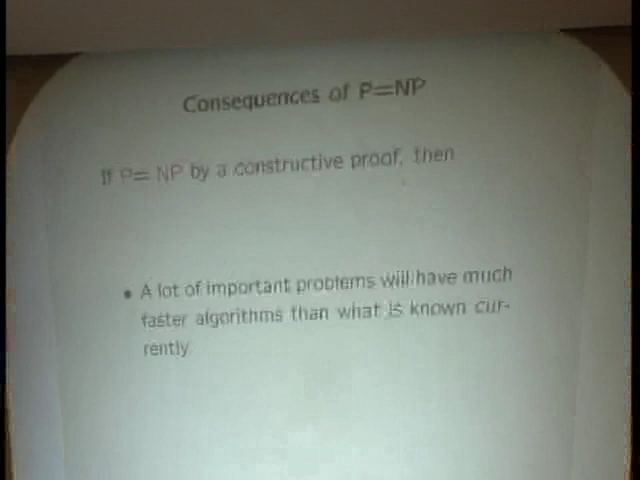 Consequences of P=NP
If P= NP by a constructive proof, then
• A lot of important problems will have much
faster algorithms than what is known cur-
rently.